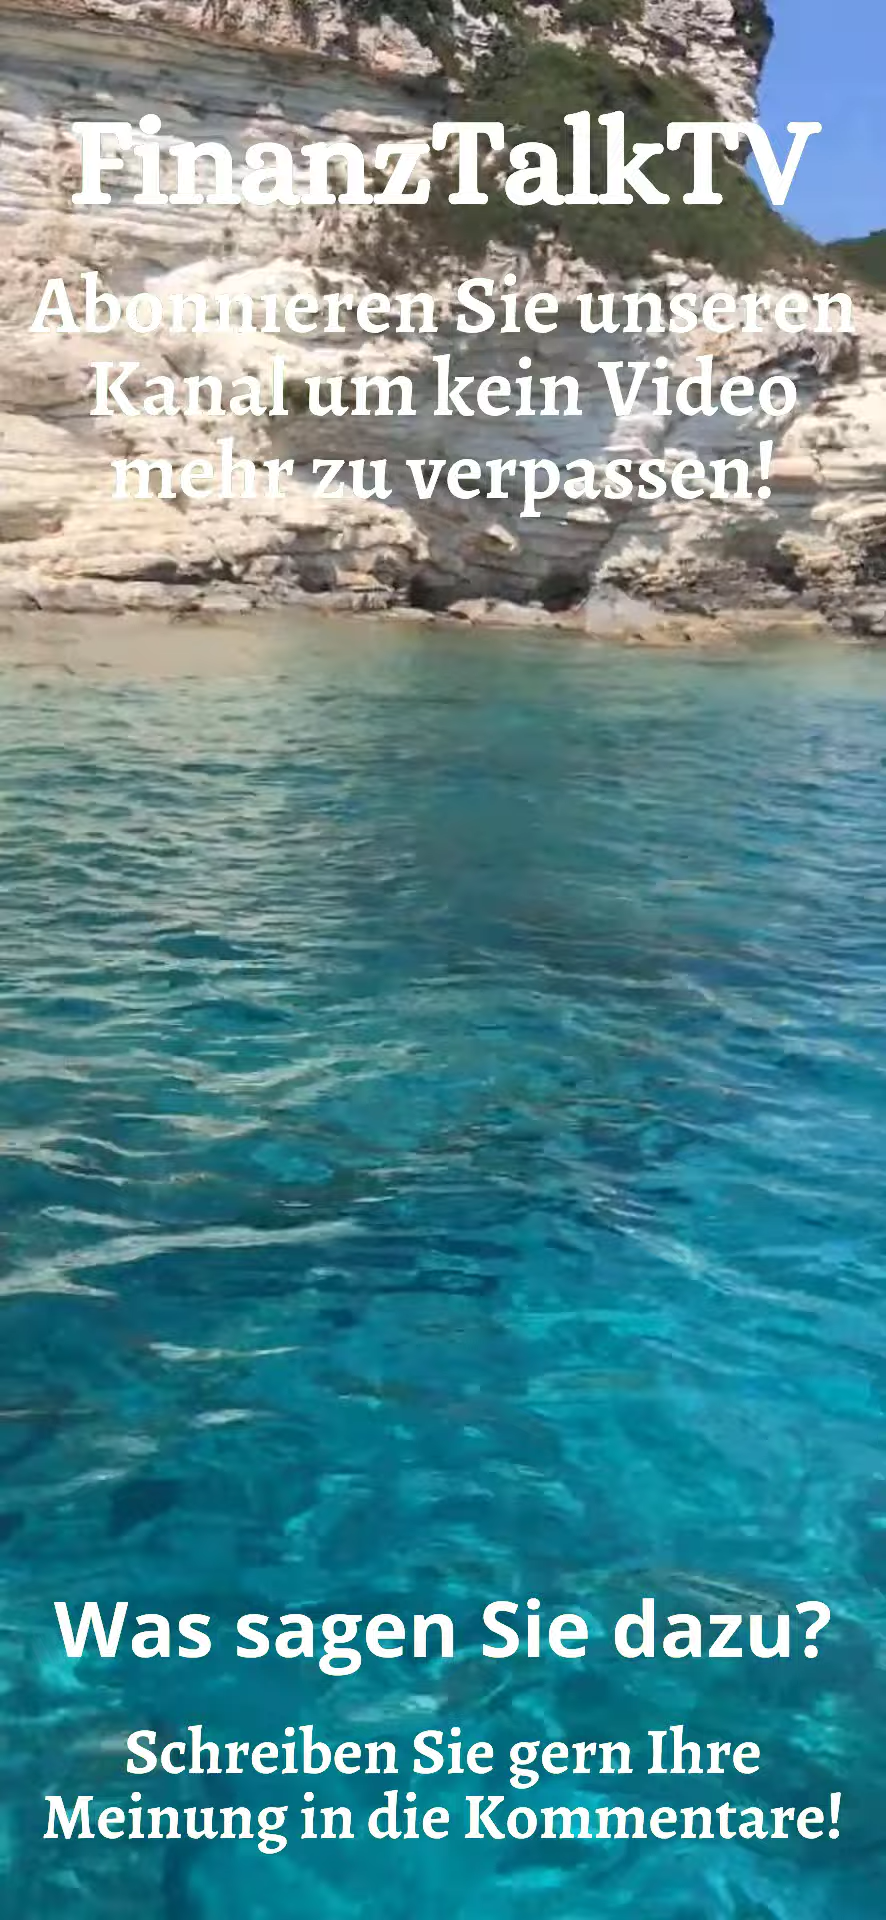 FinanzTalkTV
Abonnieren Sie unseren
Kanal um kein Video
mehr zu verpassen!
Was sagen Sie dazu?
Schreiben Sie gern Ihre
Meinung in die Kommentare!